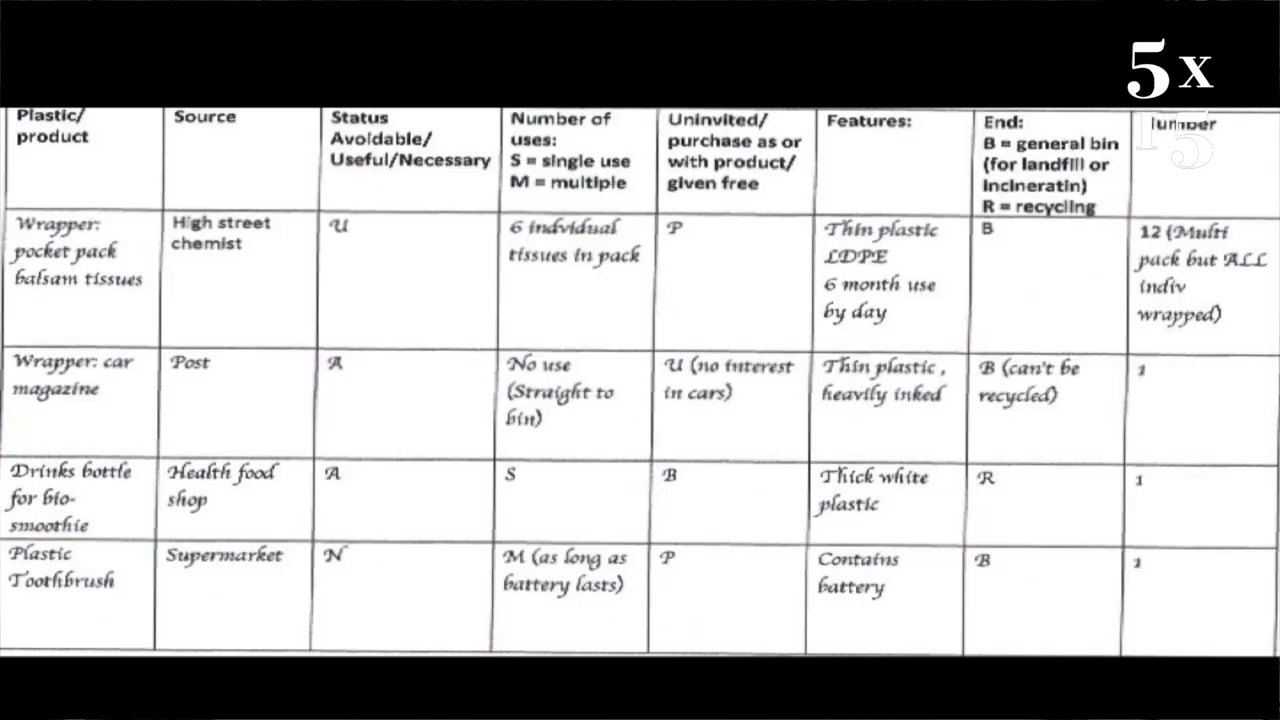 5x
15
Plastic/
product
Source
Status
Avoidable/
Useful/Necessary
Number of
uses:
S = single use
M = multiple
Uninvited/
purchase as or
with product/
given free
Features:
End:
B = general bin
(for landfill or
incineratin)
R = recycling
Number
Wrapper:
pocket pack
balsam tissues
High street
chemist
U
6 indvidual
tissues in pack
P
Thin plastic
LDPE
6 month use
by day
B
12 (Multi
pack but ALL
indiv
wrapped)
Wrapper: car
magazine
Post
A
No use
(Straight to
bin)
U (no interest
in cars)
Thin plastic ,
heavily inked
B (can't be
recycled)
1
Drinks bottle
for bio-
smoothie
Health food
shop
A
S
B
Thick white
plastic
R
1
Plastic
Toothbrush
Supermarket
N
M (as long as
battery lasts)
P
Contains
battery
B
1